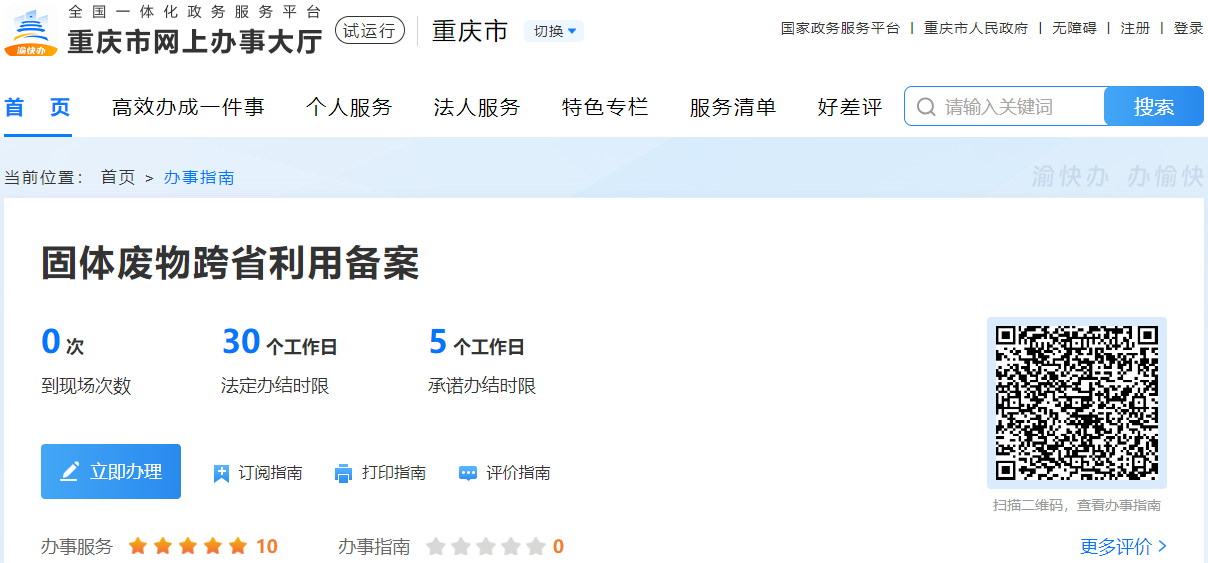 全国一体化政务服务平台
重庆市网上办事大厅
试运行
重庆市
切换
国家政务服务平台 | 重庆市人民政府 | 无障碍 | 注册 | 登录
渝快办
首 页 高效办成一件事 个人服务 法人服务 特色专栏 服务清单 好差评 请输入关键词 搜索
当前位置： 首页 > 办事指南
渝快办 办愉快
固体废物跨省利用备案
0 次 30 个工作日 5 个工作日
到现场次数 法定办结时限 承诺办结时限
立即办理 订阅指南 打印指南 评价指南
扫描二维码，查看办事指南
办事服务 10 办事指南 0 更多评价 >